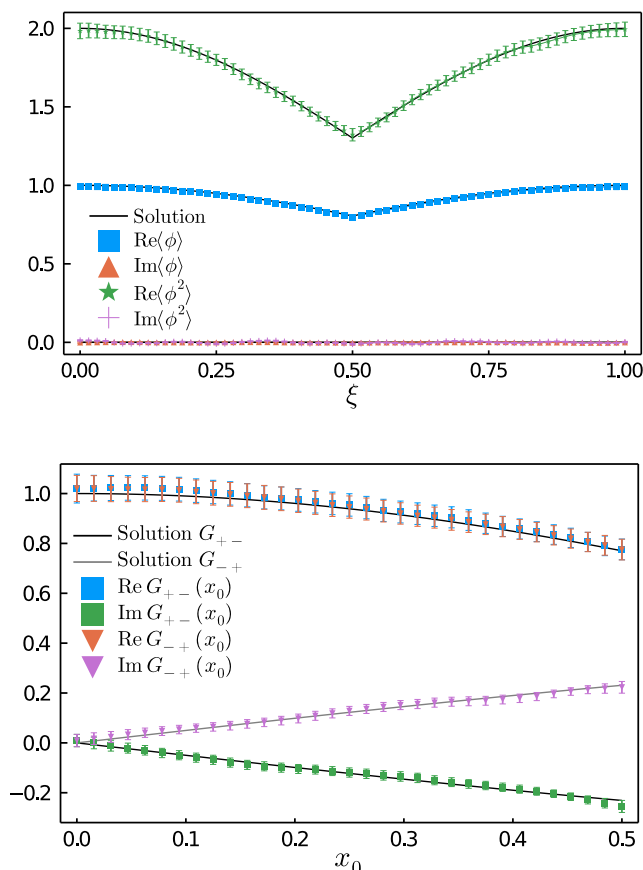 2.0
1.5
1.0
0.5
0.0
Solution
Re⟨ϕ⟩
Im⟨ϕ⟩
Re⟨ϕ²⟩
Im⟨ϕ²⟩
0.00 0.25 0.50 0.75 1.00
ξ
1.0
0.8
0.6
0.4
0.2
0.0
−0.2
Solution G₊₋
Solution G₋₊
Re G₊₋(x₀)
Im G₊₋(x₀)
Re G₋₊(x₀)
Im G₋₊(x₀)
0.0 0.1 0.2 0.3 0.4 0.5
x₀